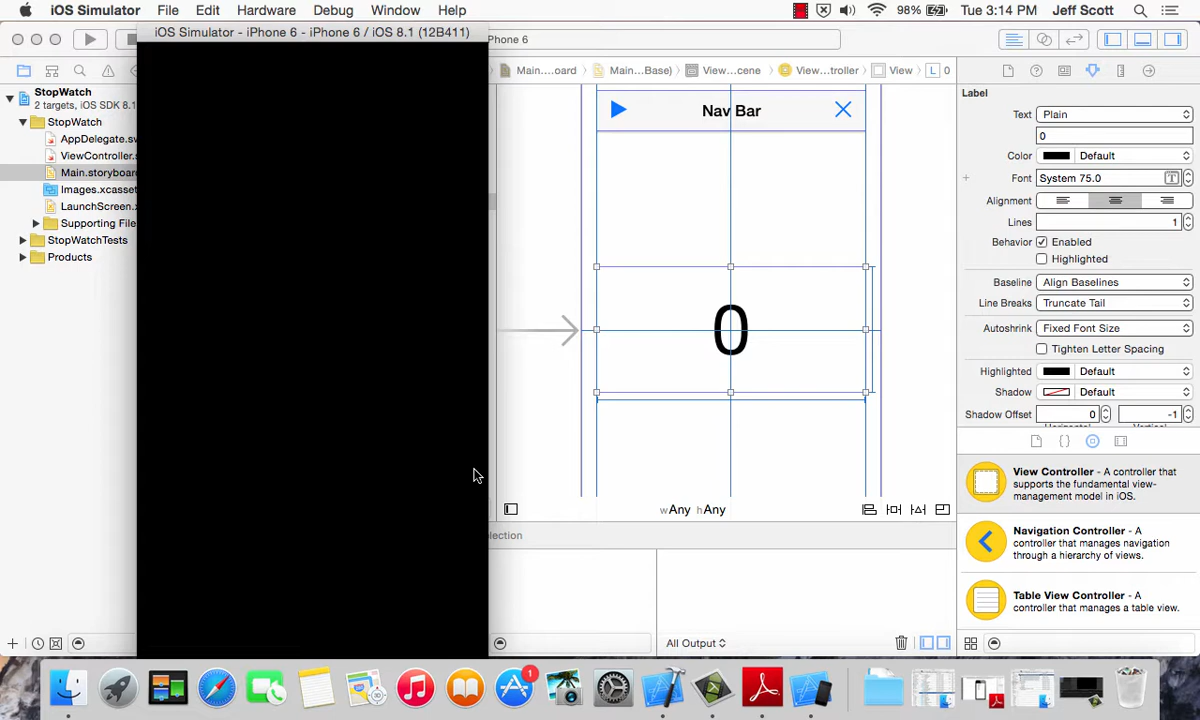 iOS Simulator File Edit Hardware Debug Window Help 98% Tue 3:14 PM Jeff Scott
iOS Simulator - iPhone 6 - iPhone 6 / iOS 8.1 (12B411)
Phone 6
Main....oard Main...Base) View...cene View...troller View L 0
StopWatch
2 targets, iOS SDK 8.1
StopWatch
AppDelegate.sw
ViewController.s
Main.storyboar
Images.xcasset
LaunchScreen.x
Supporting File
StopWatchTests
Products
Nav Bar
0
wAny hAny
election
All Output
Label
Text Plain
0
Color Default
Font System 75.0
Alignment
Lines 1
Behavior Enabled
Highlighted
Baseline Align Baselines
Line Breaks Truncate Tail
Autoshrink Fixed Font Size
Tighten Letter Spacing
Highlighted Default
Shadow Default
Shadow Offset 0 -1
View Controller - A controller that
supports the fundamental view-
management model in iOS.
Navigation Controller - A
controller that manages navigation
through a hierarchy of views.
Table View Controller - A
controller that manages a table view.
1